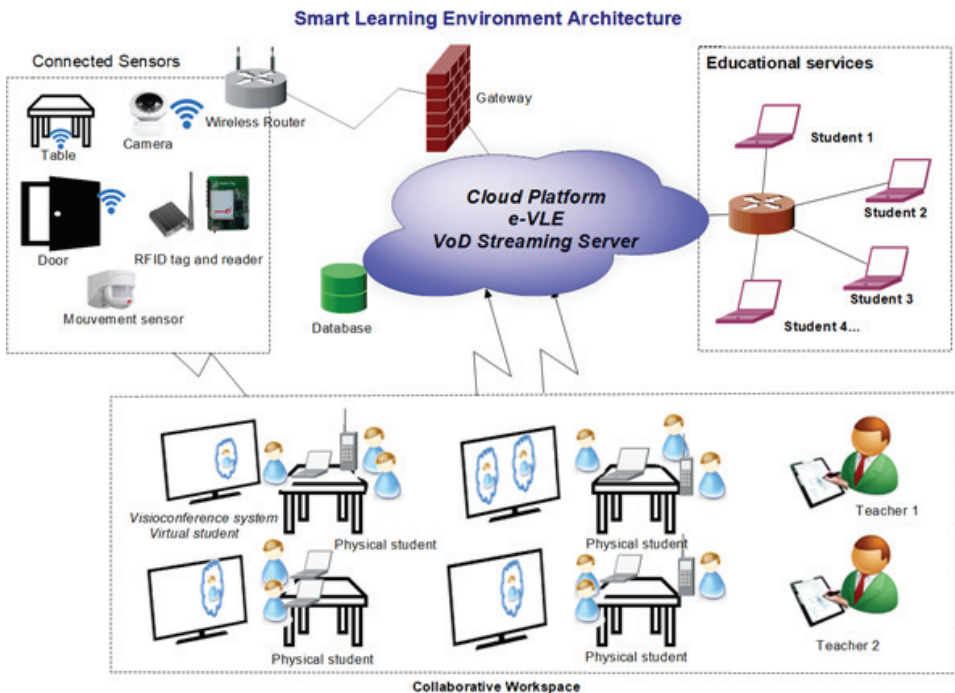 Smart Learning Environment Architecture
Connected Sensors
Table
Camera
Wireless Router
Gateway
Door
RFID tag and reader
Mouvement sensor
Cloud Platform
e-VLE
VoD Streaming Server
Database
Educational services
Student 1
Student 2
Student 3
Student 4...
Visioconference system
Virtual student
Physical student
Physical student
Teacher 1
Physical student
Physical student
Teacher 2
Collaborative Workspace